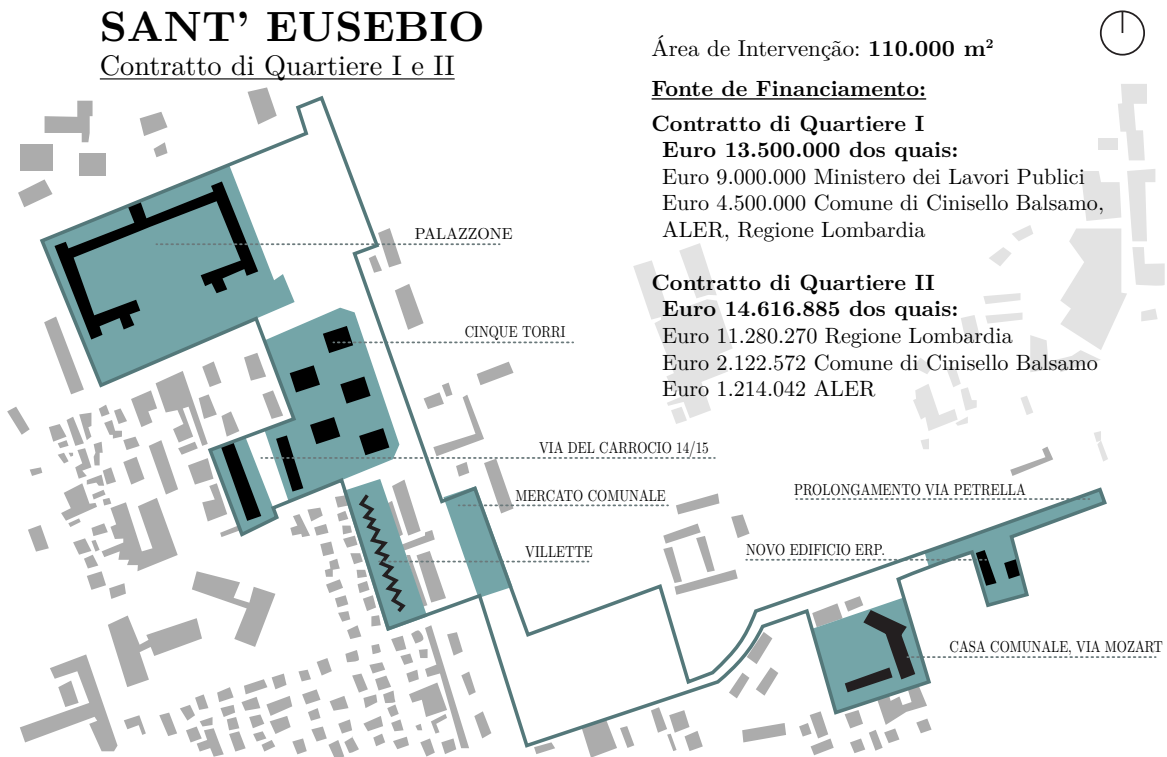 SANT' EUSEBIO
Contratto di Quartiere I e II
Área de Intervenção: 110.000 m²
Fonte de Financiamento:
Contratto di Quartiere I
Euro 13.500.000 dos quais:
Euro 9.000.000 Ministero dei Lavori Publici
Euro 4.500.000 Comune di Cinisello Balsamo,
ALER, Regione Lombardia
Contratto di Quartiere II
Euro 14.616.885 dos quais:
Euro 11.280.270 Regione Lombardia
Euro 2.122.572 Comune di Cinisello Balsamo
Euro 1.214.042 ALER
PALAZZONE
CINQUE TORRI
VIA DEL CARROCIO 14/15
MERCATO COMUNALE
PROLONGAMENTO VIA PETRELLA
VILLETTE
NOVO EDIFICIO ERP.
CASA COMUNALE, VIA MOZART